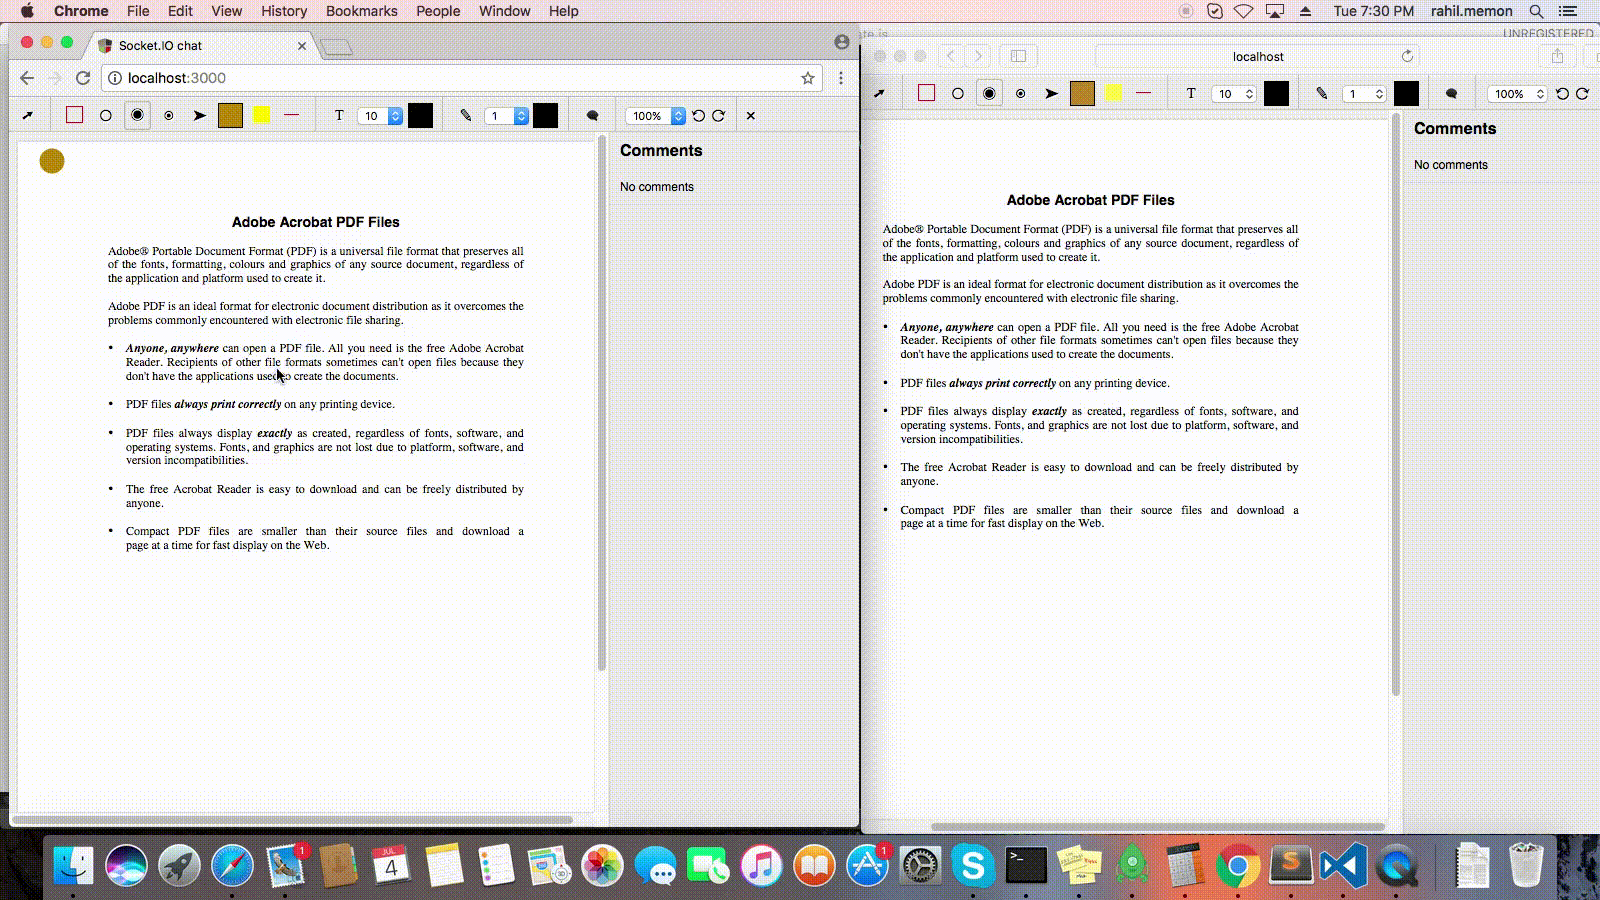 Chrome File Edit View History Bookmarks People Window Help
Tue 7:30 PM rahil.memon
UNREGISTERED
Socket.IO chat
localhost:3000
T 10 1 100%
Comments
No comments
Adobe Acrobat PDF Files
Adobe® Portable Document Format (PDF) is a universal file format that preserves all
of the fonts, formatting, colours and graphics of any source document, regardless of
the application and platform used to create it.
Adobe PDF is an ideal format for electronic document distribution as it overcomes the
problems commonly encountered with electronic file sharing.
• Anyone, anywhere can open a PDF file. All you need is the free Adobe Acrobat
Reader. Recipients of other file formats sometimes can't open files because they
don't have the applications used to create the documents.
• PDF files always print correctly on any printing device.
• PDF files always display exactly as created, regardless of fonts, software, and
operating systems. Fonts, and graphics are not lost due to platform, software, and
version incompatibilities.
• The free Acrobat Reader is easy to download and can be freely distributed by
anyone.
• Compact PDF files are smaller than their source files and download a
page at a time for fast display on the Web.
localhost
T 10 1 100%
Comments
No comments
Adobe Acrobat PDF Files
Adobe® Portable Document Format (PDF) is a universal file format that preserves all
of the fonts, formatting, colours and graphics of any source document, regardless of
the application and platform used to create it.
Adobe PDF is an ideal format for electronic document distribution as it overcomes the
problems commonly encountered with electronic file sharing.
• Anyone, anywhere can open a PDF file. All you need is the free Adobe Acrobat
Reader. Recipients of other file formats sometimes can't open files because they
don't have the applications used to create the documents.
• PDF files always print correctly on any printing device.
• PDF files always display exactly as created, regardless of fonts, software, and
operating systems. Fonts, and graphics are not lost due to platform, software, and
version incompatibilities.
• The free Acrobat Reader is easy to download and can be freely distributed by
anyone.
• Compact PDF files are smaller than their source files and download a
page at a time for fast display on the Web.
1
JUL
4
1
S
S